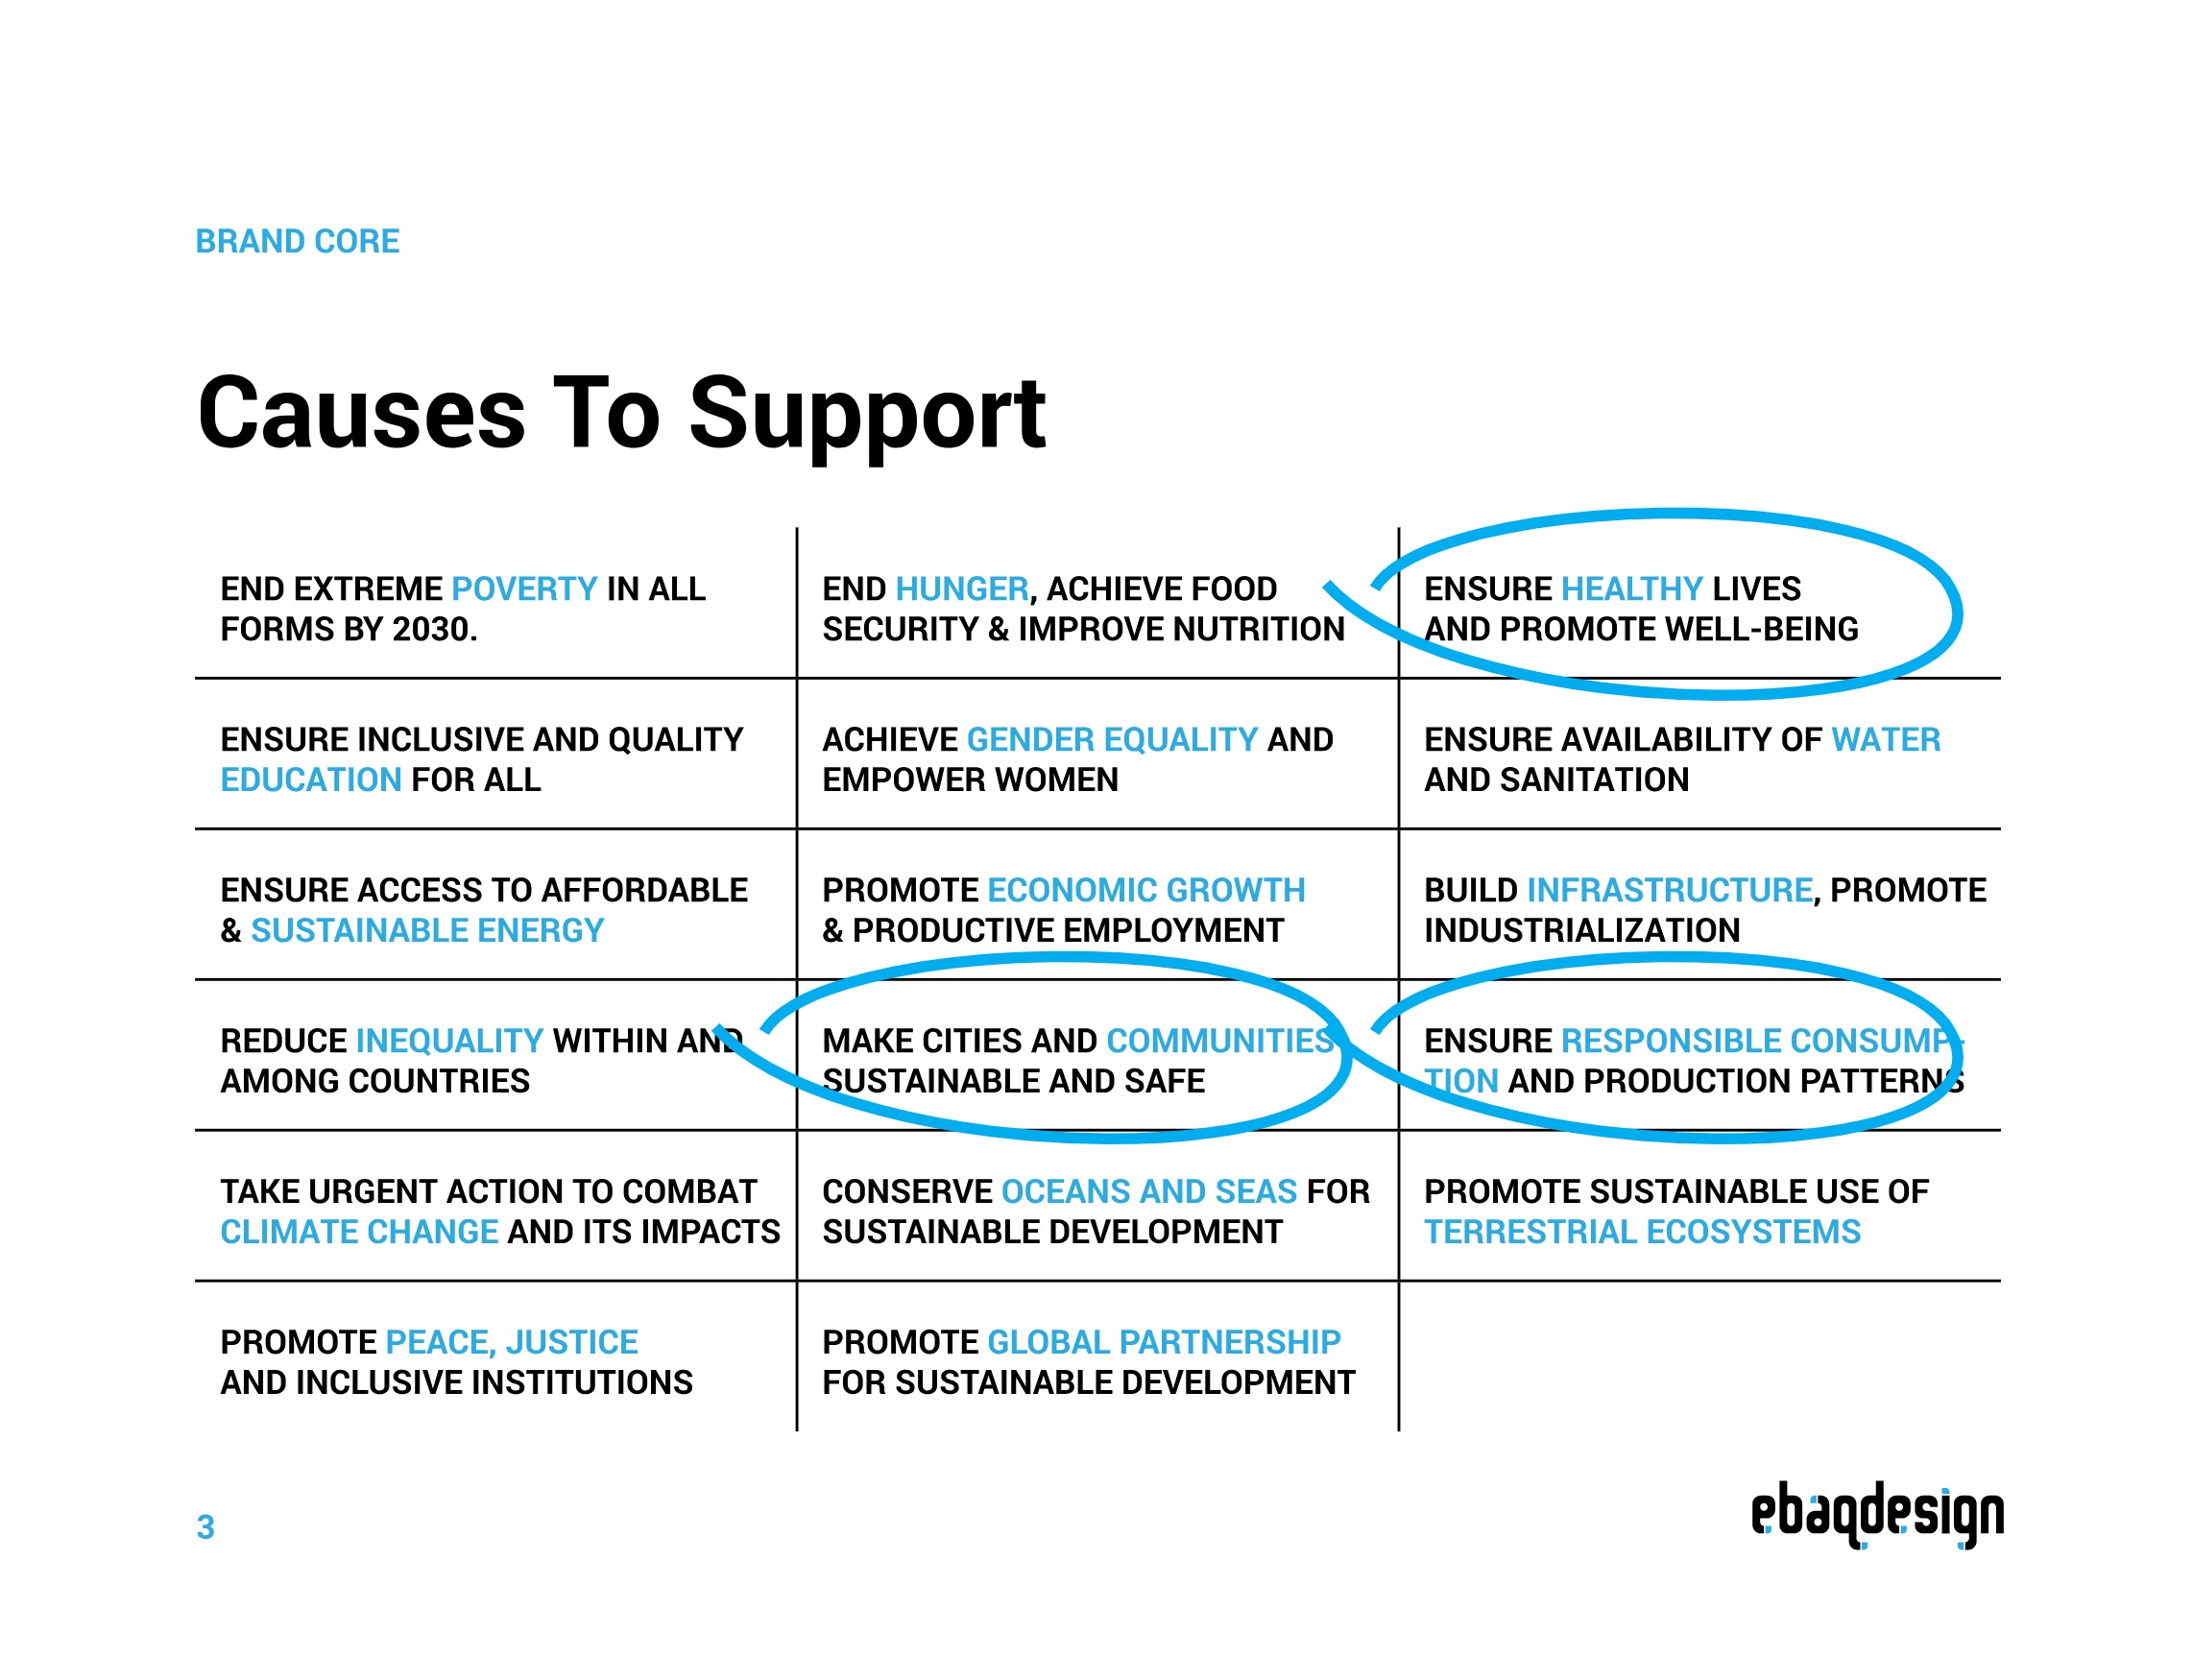 BRAND CORE
Causes To Support
END EXTREME POVERTY IN ALL
FORMS BY 2030.
END HUNGER, ACHIEVE FOOD
SECURITY & IMPROVE NUTRITION
ENSURE HEALTHY LIVES
AND PROMOTE WELL-BEING
ENSURE INCLUSIVE AND QUALITY
EDUCATION FOR ALL
ACHIEVE GENDER EQUALITY AND
EMPOWER WOMEN
ENSURE AVAILABILITY OF WATER
AND SANITATION
ENSURE ACCESS TO AFFORDABLE
& SUSTAINABLE ENERGY
PROMOTE ECONOMIC GROWTH
& PRODUCTIVE EMPLOYMENT
BUILD INFRASTRUCTURE, PROMOTE
INDUSTRIALIZATION
REDUCE INEQUALITY WITHIN AND
AMONG COUNTRIES
MAKE CITIES AND COMMUNITIES
SUSTAINABLE AND SAFE
ENSURE RESPONSIBLE CONSUMP-
TION AND PRODUCTION PATTERNS
TAKE URGENT ACTION TO COMBAT
CLIMATE CHANGE AND ITS IMPACTS
CONSERVE OCEANS AND SEAS FOR
SUSTAINABLE DEVELOPMENT
PROMOTE SUSTAINABLE USE OF
TERRESTRIAL ECOSYSTEMS
PROMOTE PEACE, JUSTICE
AND INCLUSIVE INSTITUTIONS
PROMOTE GLOBAL PARTNERSHIP
FOR SUSTAINABLE DEVELOPMENT
3
ebaqdesign